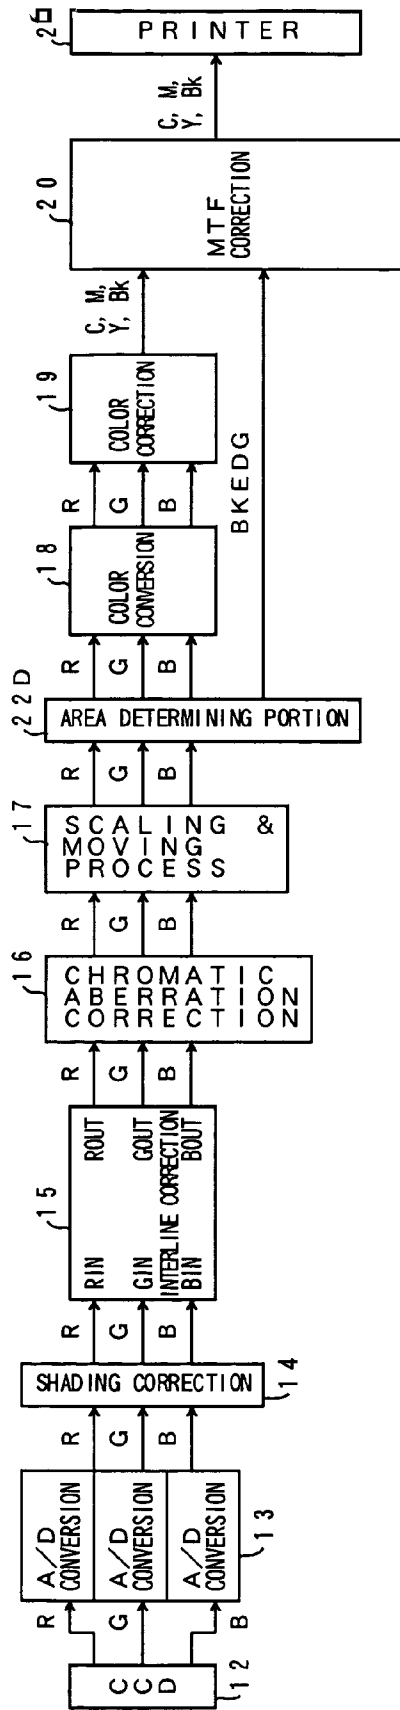 CCD
12
R
G
B
A/D
CONVERSION
A/D
CONVERSION
A/D
CONVERSION
13
R
G
B
SHADING CORRECTION
14
R
G
B
15
RIN
ROUT
GIN
GOUT
INTERLINE CORRECTION
BIN
BOUT
R
G
B
16
CHROMATIC
ABERRATION
CORRECTION
R
G
B
17
SCALING &
MOVING
PROCESS
R
G
B
22D
AREA DETERMINING PORTION
R
G
B
BKEDG
18
COLOR
CONVERSION
R
G
B
19
COLOR
CORRECTION
C, M,
Y, Bk
20
MTF
CORRECTION
C, M,
Y, Bk
PRINTER